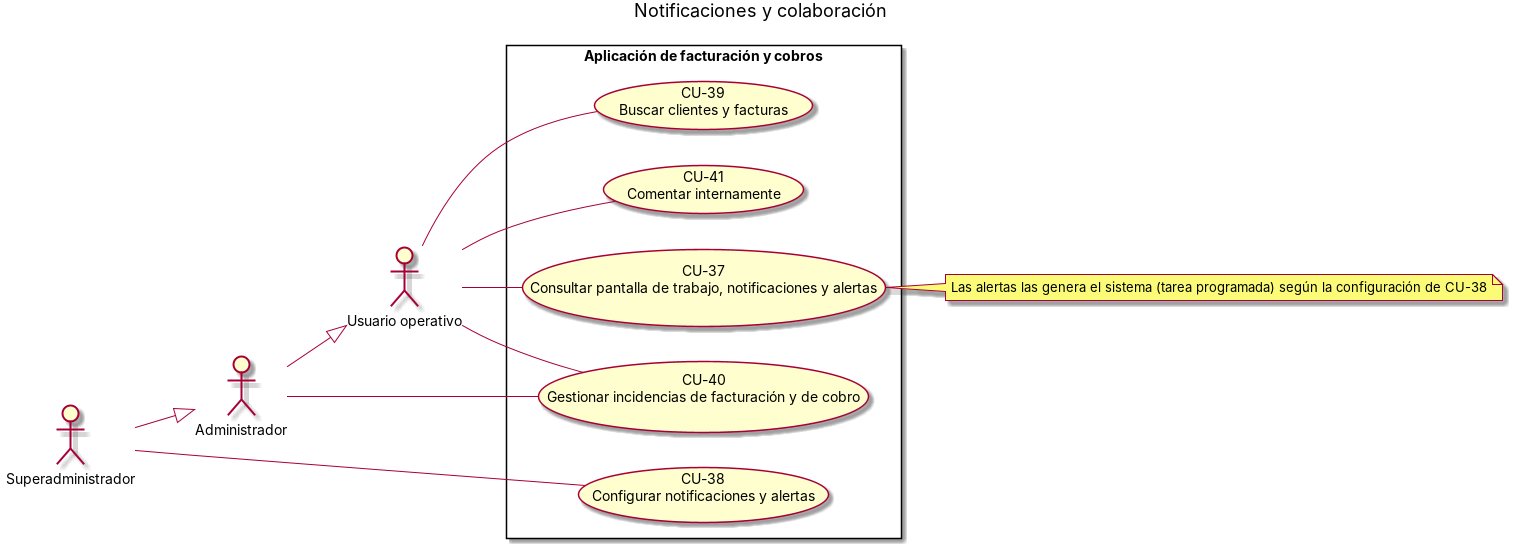 Notificaciones y colaboración
Aplicación de facturación y cobros
CU-39
Buscar clientes y facturas
CU-41
Comentar internamente
CU-37
Consultar pantalla de trabajo, notificaciones y alertas
Las alertas las genera el sistema (tarea programada) según la configuración de CU-38
Usuario operativo
CU-40
Gestionar incidencias de facturación y de cobro
Administrador
Superadministrador
CU-38
Configurar notificaciones y alertas